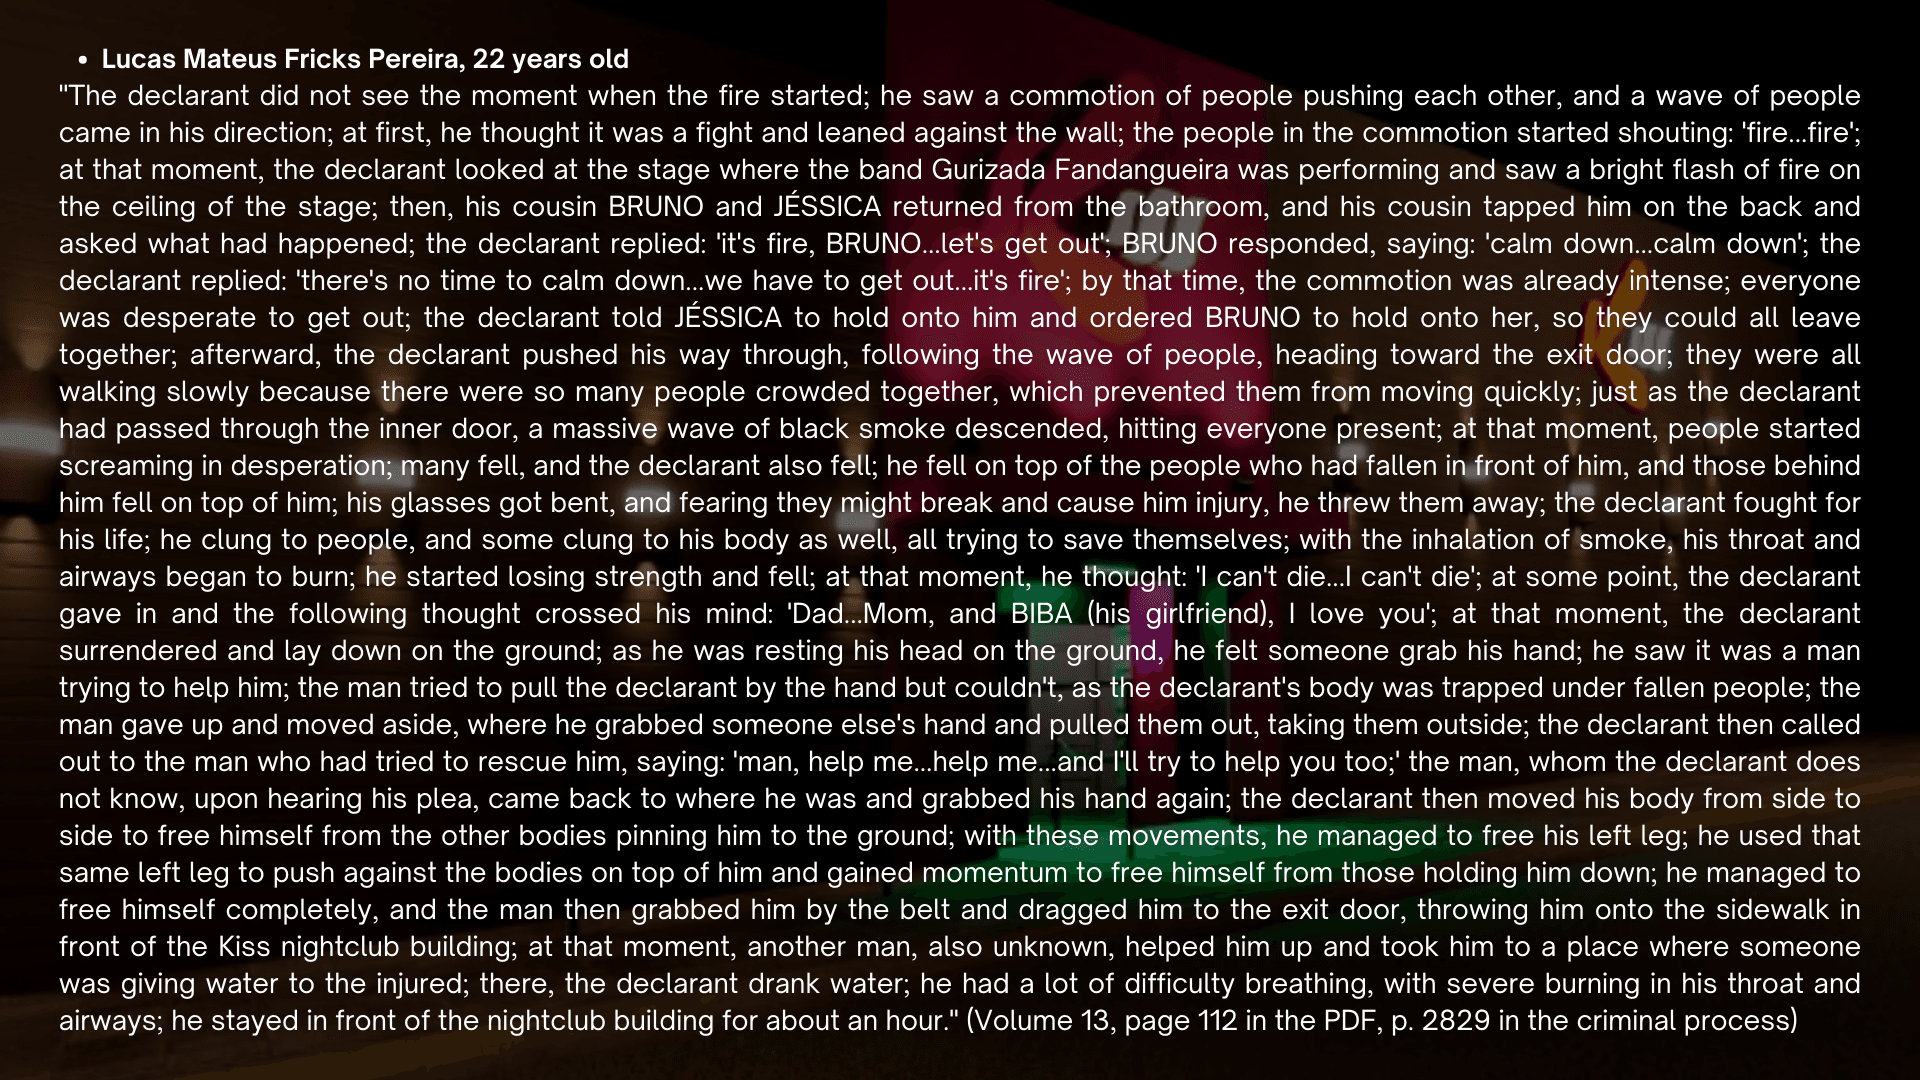 • Lucas Mateus Fricks Pereira, 22 years old
"The declarant did not see the moment when the fire started; he saw a commotion of people pushing each other, and a wave of people
came in his direction; at first, he thought it was a fight and leaned against the wall; the people in the commotion started shouting: 'fire...fire';
at that moment, the declarant looked at the stage where the band Gurizada Fandangueira was performing and saw a bright flash of fire on
the ceiling of the stage; then, his cousin BRUNO and JÉSSICA returned from the bathroom, and his cousin tapped him on the back and
asked what had happened; the declarant replied: 'it's fire, BRUNO...let's get out'; BRUNO responded, saying: 'calm down...calm down'; the
declarant replied: 'there's no time to calm down...we have to get out...it's fire'; by that time, the commotion was already intense; everyone
was desperate to get out; the declarant told JÉSSICA to hold onto him and ordered BRUNO to hold onto her, so they could all leave
together; afterward, the declarant pushed his way through, following the wave of people, heading toward the exit door; they were all
walking slowly because there were so many people crowded together, which prevented them from moving quickly; just as the declarant
had passed through the inner door, a massive wave of black smoke descended, hitting everyone present; at that moment, people started
screaming in desperation; many fell, and the declarant also fell; he fell on top of the people who had fallen in front of him, and those behind
him fell on top of him; his glasses got bent, and fearing they might break and cause him injury, he threw them away; the declarant fought for
his life; he clung to people, and some clung to his body as well, all trying to save themselves; with the inhalation of smoke, his throat and
airways began to burn; he started losing strength and fell; at that moment, he thought: 'I can't die...I can't die'; at some point, the declarant
gave in and the following thought crossed his mind: 'Dad...Mom, and BIBA (his girlfriend), I love you'; at that moment, the declarant
surrendered and lay down on the ground; as he was resting his head on the ground, he felt someone grab his hand; he saw it was a man
trying to help him; the man tried to pull the declarant by the hand but couldn't, as the declarant's body was trapped under fallen people; the
man gave up and moved aside, where he grabbed someone else's hand and pulled them out, taking them outside; the declarant then called
out to the man who had tried to rescue him, saying: 'man, help me...help me...and I'll try to help you too;' the man, whom the declarant does
not know, upon hearing his plea, came back to where he was and grabbed his hand again; the declarant then moved his body from side to
side to free himself from the other bodies pinning him to the ground; with these movements, he managed to free his left leg; he used that
same left leg to push against the bodies on top of him and gained momentum to free himself from those holding him down; he managed to
free himself completely, and the man then grabbed him by the belt and dragged him to the exit door, throwing him onto the sidewalk in
front of the Kiss nightclub building; at that moment, another man, also unknown, helped him up and took him to a place where someone
was giving water to the injured; there, the declarant drank water; he had a lot of difficulty breathing, with severe burning in his throat and
airways; he stayed in front of the nightclub building for about an hour." (Volume 13, page 112 in the PDF, p. 2829 in the criminal process)